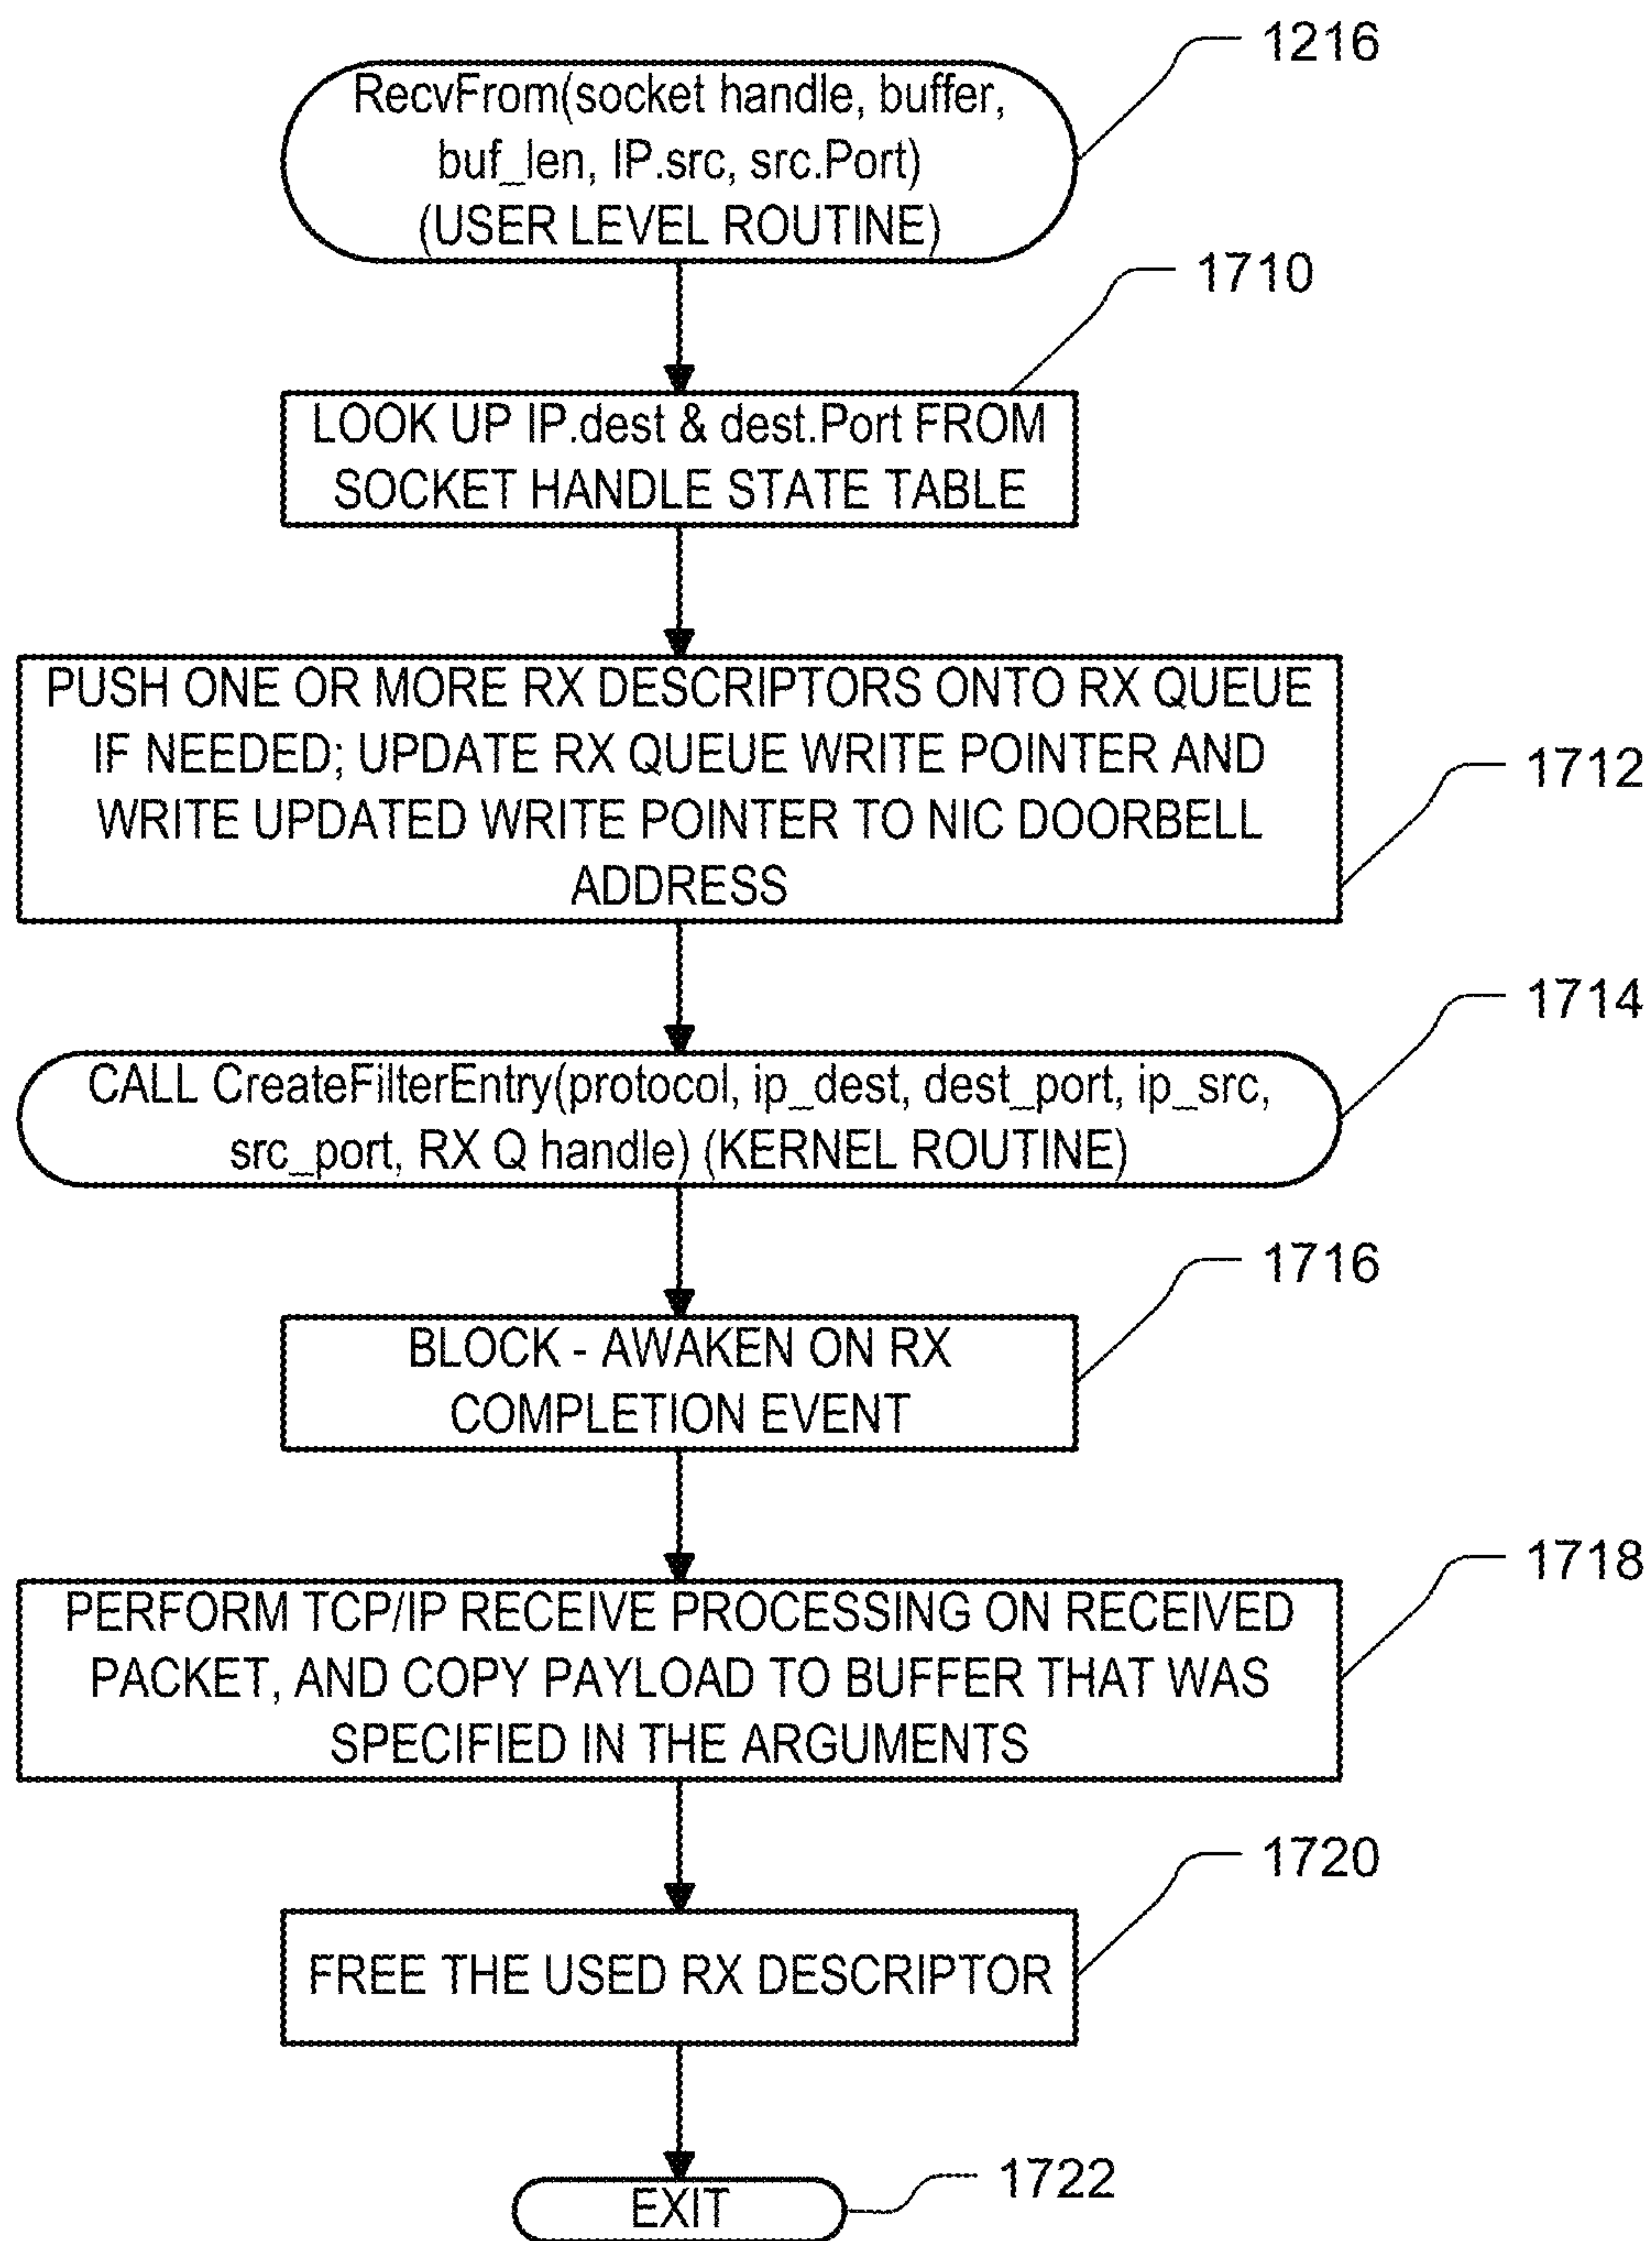 1216
RecvFrom(socket handle, buffer,
buf_len, IP.src, src.Port)
(USER LEVEL ROUTINE)
1710
LOOK UP IP.dest & dest.Port FROM
SOCKET HANDLE STATE TABLE
PUSH ONE OR MORE RX DESCRIPTORS ONTO RX QUEUE
IF NEEDED; UPDATE RX QUEUE WRITE POINTER AND
WRITE UPDATED WRITE POINTER TO NIC DOORBELL
ADDRESS
1712
1714
CALL CreateFilterEntry(protocol, ip_dest, dest_port, ip_src,
src_port, RX Q handle) (KERNEL ROUTINE)
1716
BLOCK - AWAKEN ON RX
COMPLETION EVENT
1718
PERFORM TCP/IP RECEIVE PROCESSING ON RECEIVED
PACKET, AND COPY PAYLOAD TO BUFFER THAT WAS
SPECIFIED IN THE ARGUMENTS
1720
FREE THE USED RX DESCRIPTOR
1722
EXIT